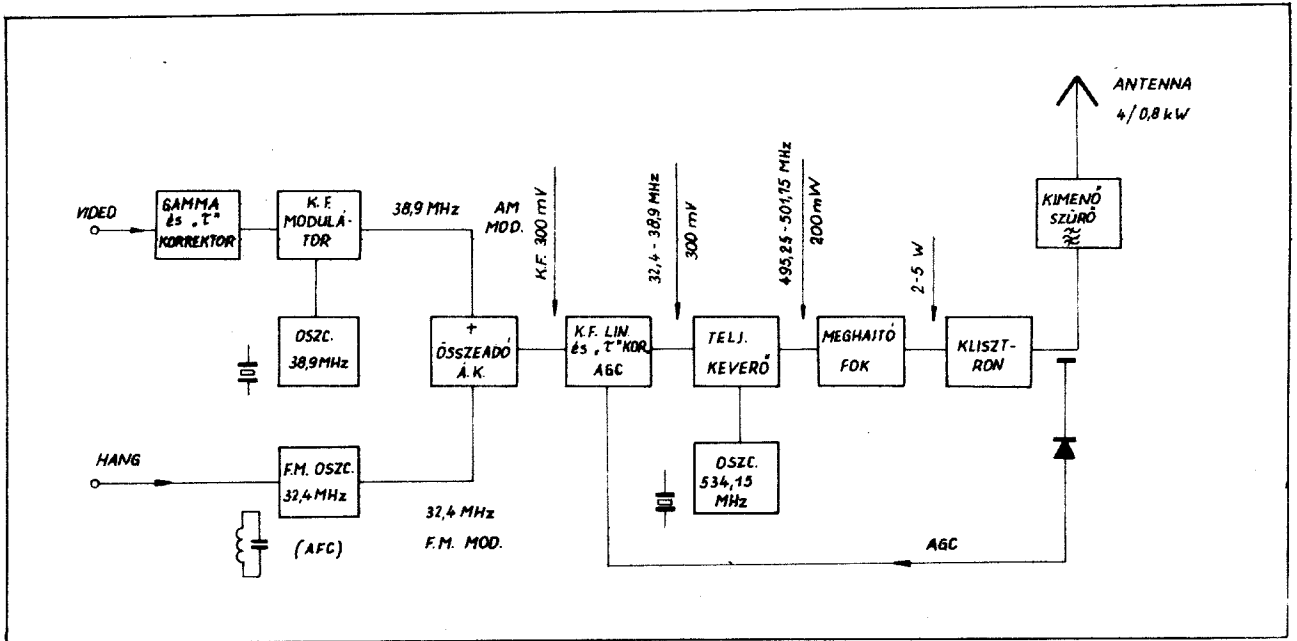 ANTENNA
4/0,8 kW
VIDEO
GAMMA
és „τ"
KORREKTOR
K.F.
MODULÁ-
TOR
38,9 MHz
AM
MOD.
K.F. 300 mV
32,4 - 38,9 MHz
300 mV
495,25 - 501,75 MHz
200 mW
2-5 W
KIMENŐ
SZŰRŐ
OSZC.
38,9 MHz
+
ÖSSZEADÓ
Á.K.
K.F. LIN.
és „τ" KOR.
AGC
TELJ.
KEVERŐ
MEGHAJTÓ
FOK
KLISZT-
RON
HANG
F.M. OSZC.
32,4 MHz
(AFC)
32,4 MHz
F.M. MOD.
OSZC.
534,15
MHz
AGC